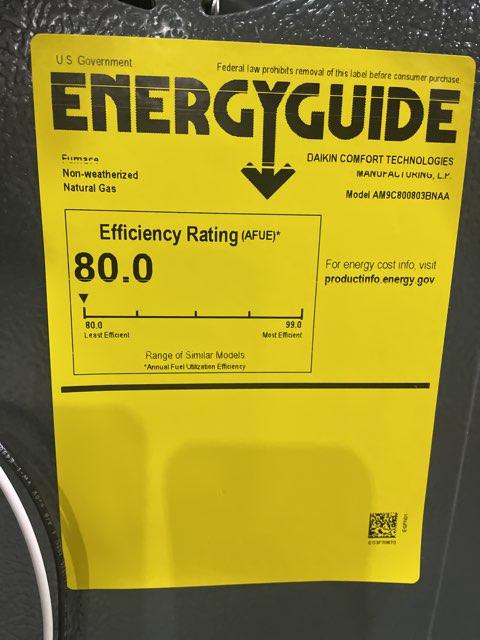 U.S. Government
Federal law prohibits removal of this label before consumer purchase.
ENERGYGUIDE
Furnace
Non-weatherized
Natural Gas
DAIKIN COMFORT TECHNOLOGIES
MANUFACTURING, L.P.
Model AM9C800803BNAA
Efficiency Rating (AFUE)*
80.0
80.0 99.0
Least Efficient Most Efficient
Range of Similar Models
*Annual Fuel Utilization Efficiency
For energy cost info, visit
productinfo.energy.gov